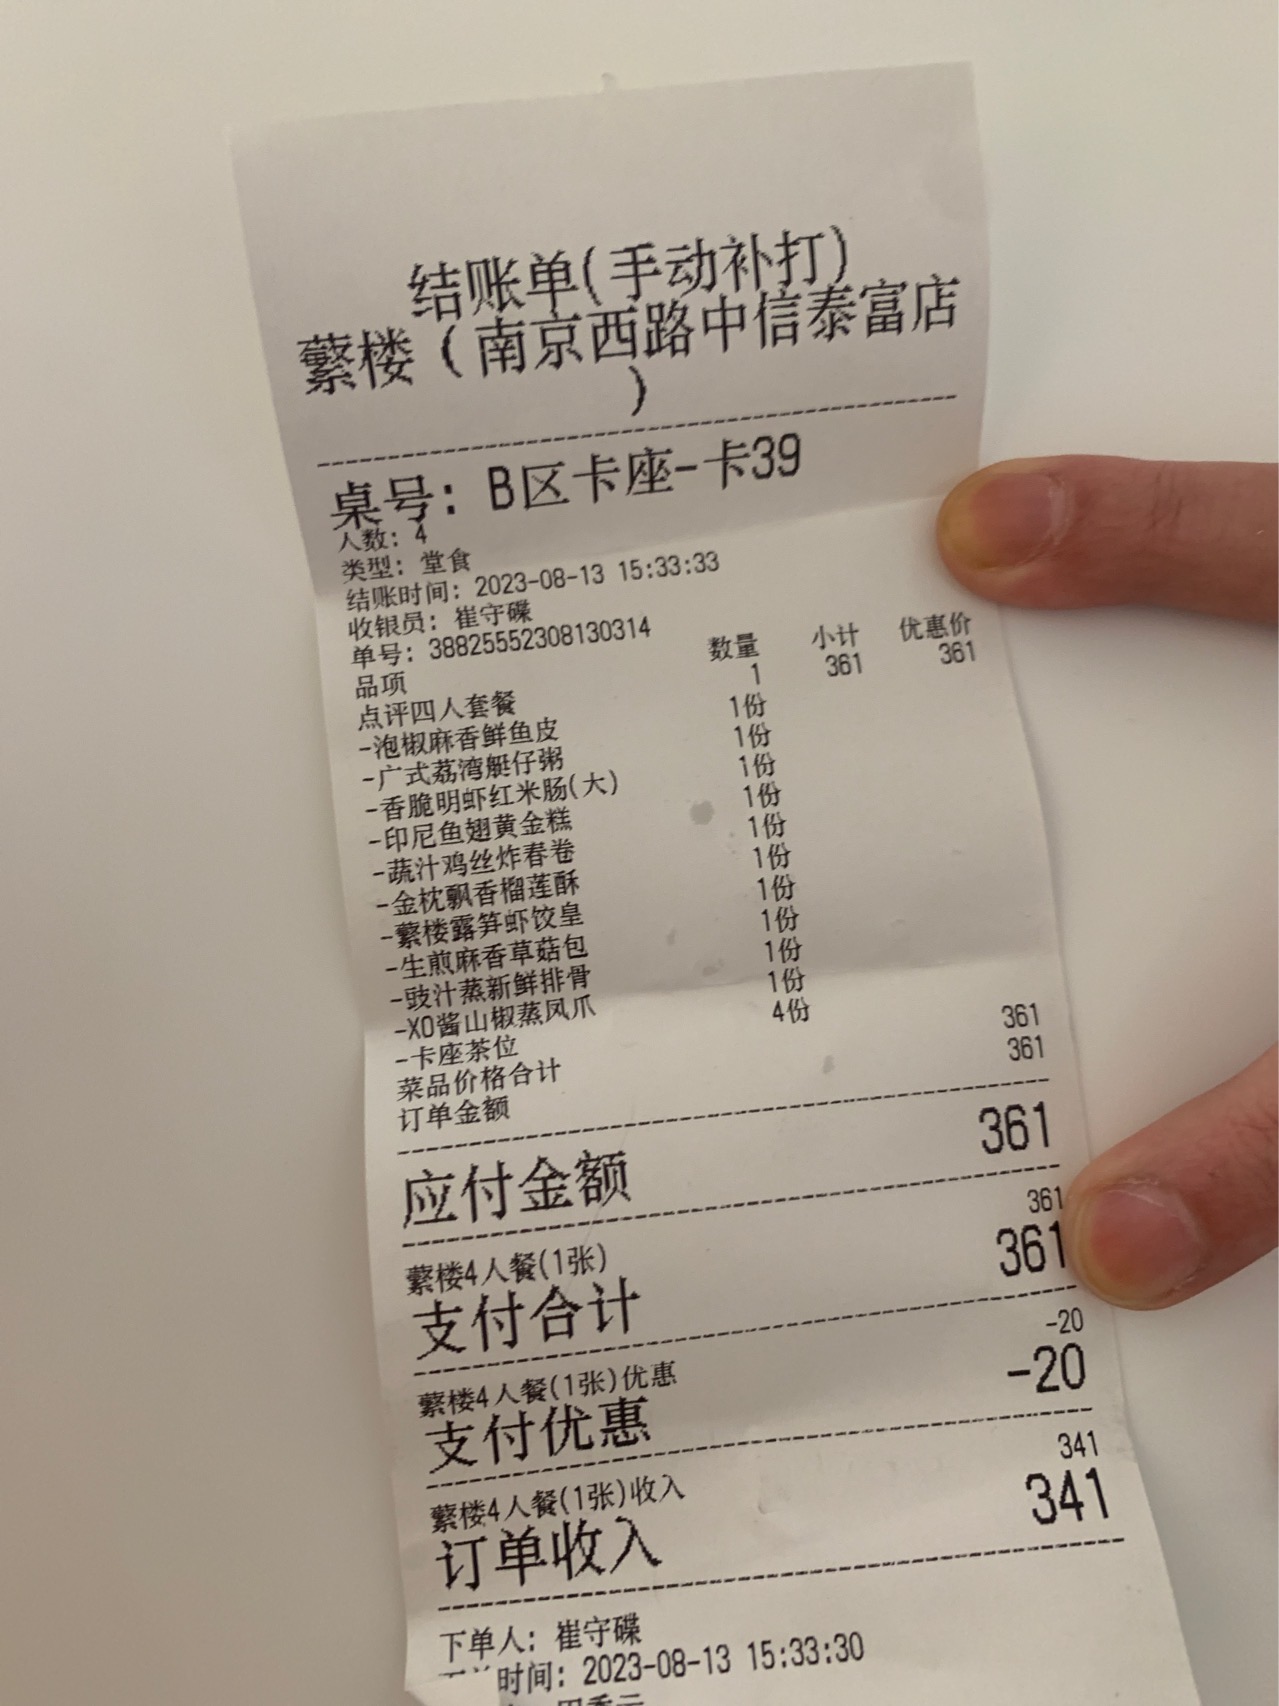 结账单(手动补打)
蘩楼（南京西路中信泰富店
）
桌号: B区卡座-卡39
人数: 4
类型: 堂食
结账时间: 2023-08-13 15:33:33
收银员: 崔守碟
单号: 38825552308130314
品项 数量 小计 优惠价
点评四人套餐 1 361 361
-泡椒麻香鲜鱼皮 1份
-广式荔湾艇仔粥 1份
-香脆明虾红米肠(大) 1份
-印尼鱼翅黄金糕 1份
-蔬汁鸡丝炸春卷 1份
-金枕飘香榴莲酥 1份
-蘩楼露笋虾饺皇 1份
-生煎麻香草菇包 1份
-豉汁蒸新鲜排骨 1份
-XO酱山椒蒸凤爪 1份
-卡座茶位 4份
菜品价格合计 361
订单金额 361
应付金额 361
蘩楼4人餐(1张) 361
支付合计 361
蘩楼4人餐(1张)优惠 -20
支付优惠 -20
蘩楼4人餐(1张)收入 341
订单收入 341
下单人: 崔守碟
时间: 2023-08-13 15:33:30